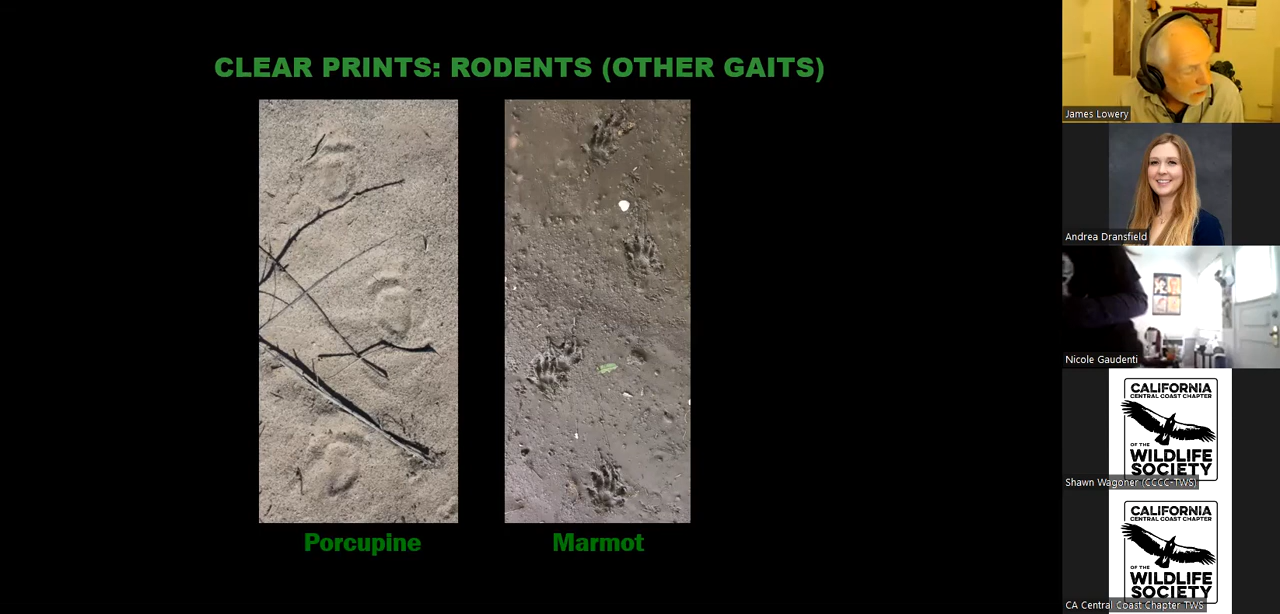 CLEAR PRINTS: RODENTS (OTHER GAITS)
Porcupine
Marmot
James Lowery
Andrea Dransfield
Nicole Gaudenti
CALIFORNIA
CENTRAL COAST CHAPTER
OF THE
WILDLIFE
SOCIETY
Shawn Wagoner (CCCC-TWS)
CALIFORNIA
CENTRAL COAST CHAPTER
OF THE
WILDLIFE
SOCIETY
CA Central Coast Chapter TWS